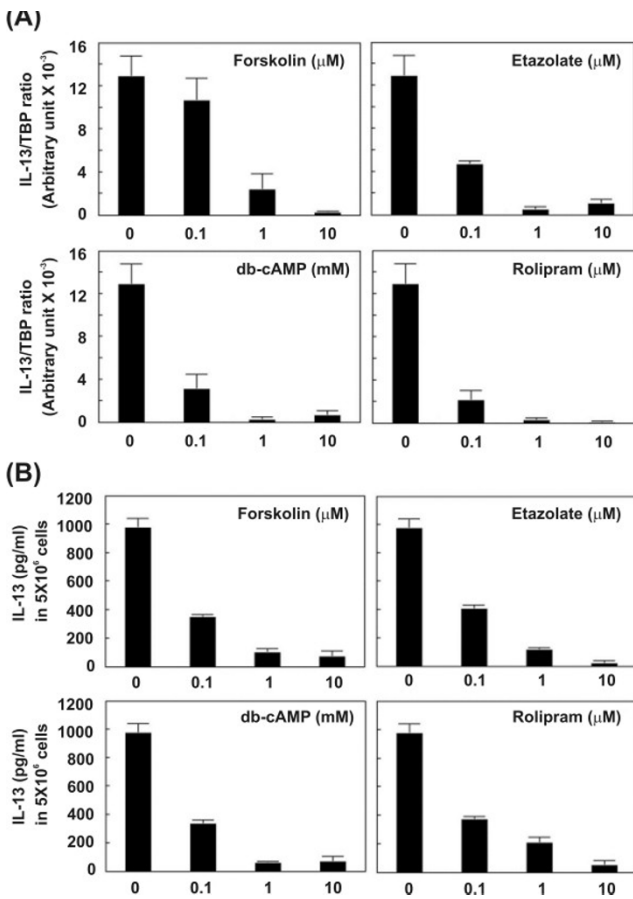 (A)
IL-13/TBP ratio
(Arbitrary unit X 10⁻³)
16
12
8
4
0
Forskolin (μM)
0 0.1 1 10
Etazolate (μM)
0 0.1 1 10
IL-13/TBP ratio
(Arbitrary unit X 10⁻³)
16
12
8
4
0
db-cAMP (mM)
0 0.1 1 10
Rolipram (μM)
0 0.1 1 10
(B)
IL-13 (pg/ml)
in 5X10⁶ cells
1200
1000
800
600
400
200
0
Forskolin (μM)
0 0.1 1 10
Etazolate (μM)
0 0.1 1 10
IL-13 (pg/ml)
in 5X10⁶ cells
1000
800
600
400
200
0
db-cAMP (mM)
0 0.1 1 10
Rolipram (μM)
0 0.1 1 10